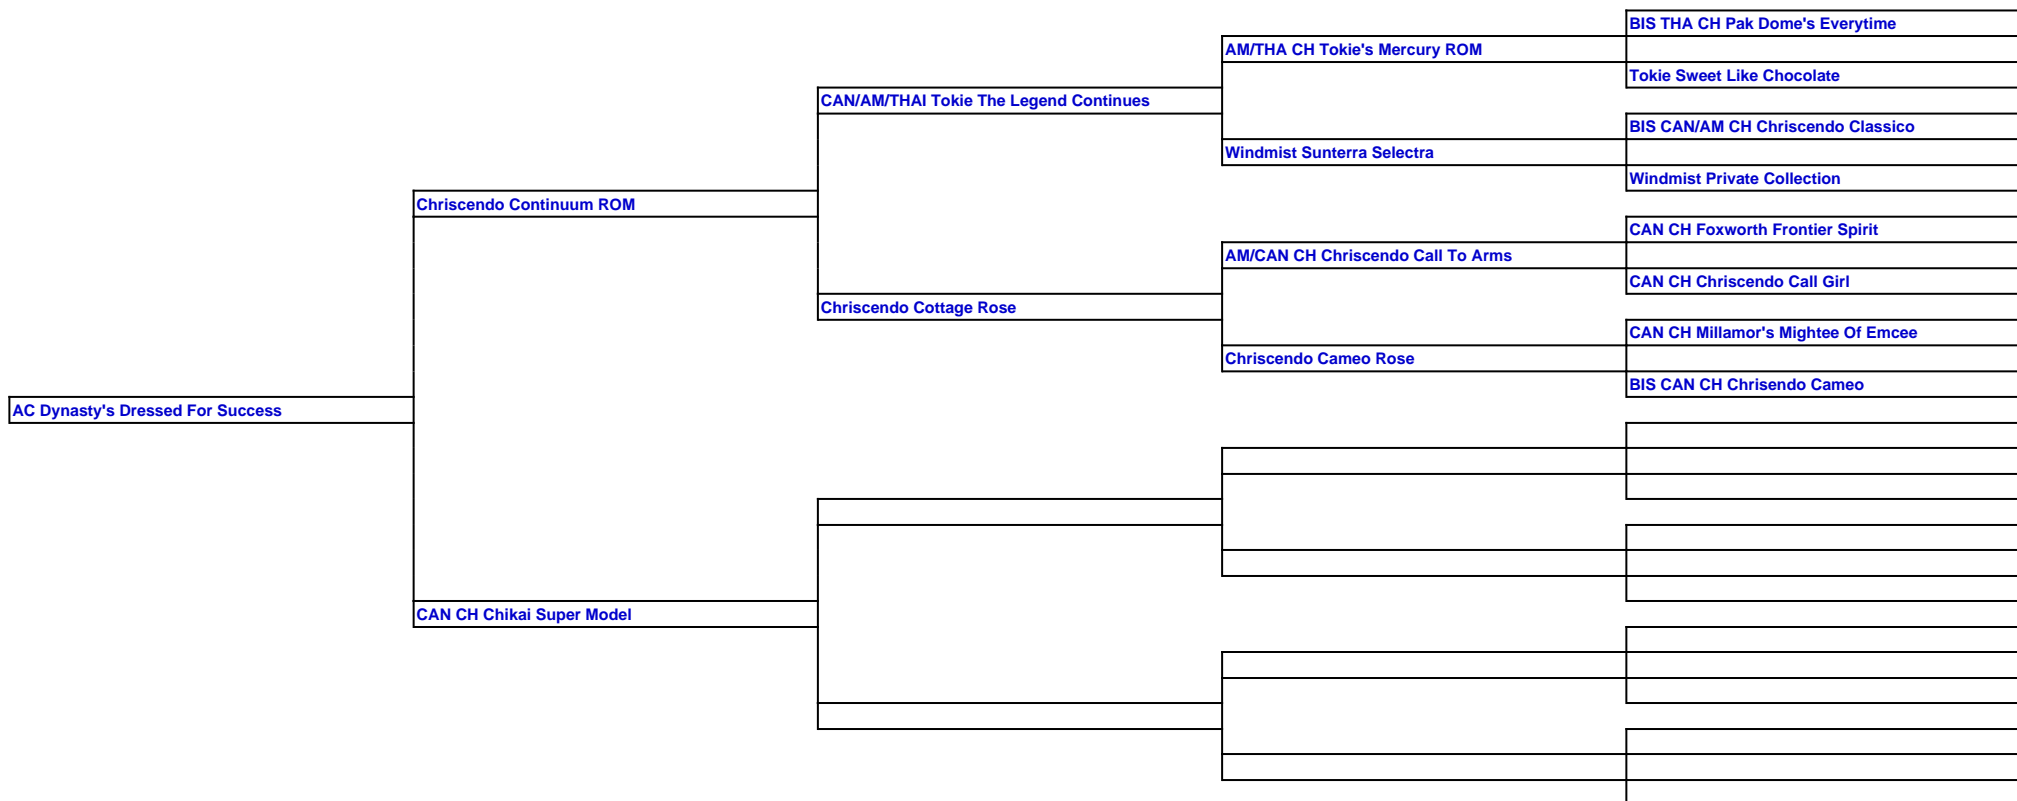 BIS THA CH Pak Dome's Everytime
AM/THA CH Tokie's Mercury ROM
Tokie Sweet Like Chocolate
CAN/AM/THAI Tokie The Legend Continues
BIS CAN/AM CH Chriscendo Classico
Windmist Sunterra Selectra
Windmist Private Collection
Chriscendo Continuum ROM
CAN CH Foxworth Frontier Spirit
AM/CAN CH Chriscendo Call To Arms
CAN CH Chriscendo Call Girl
Chriscendo Cottage Rose
CAN CH Millamor's Mightee Of Emcee
Chriscendo Cameo Rose
BIS CAN CH Chrisendo Cameo
AC Dynasty's Dressed For Success
CAN CH Chikai Super Model